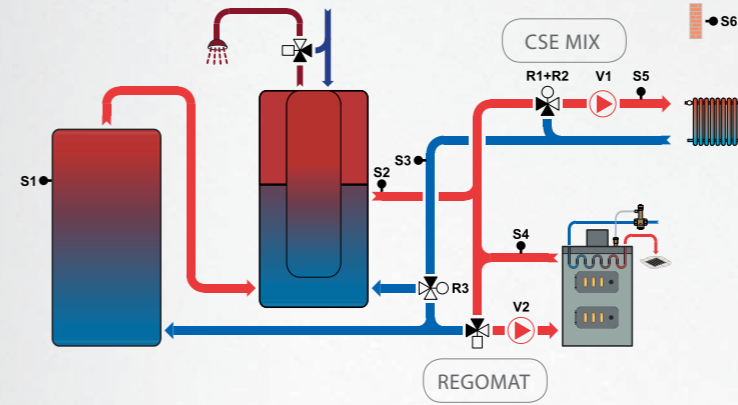 S6
CSE MIX
R1+R2
V1
S5
S3
S1
S2
S4
R3
V2
REGOMAT